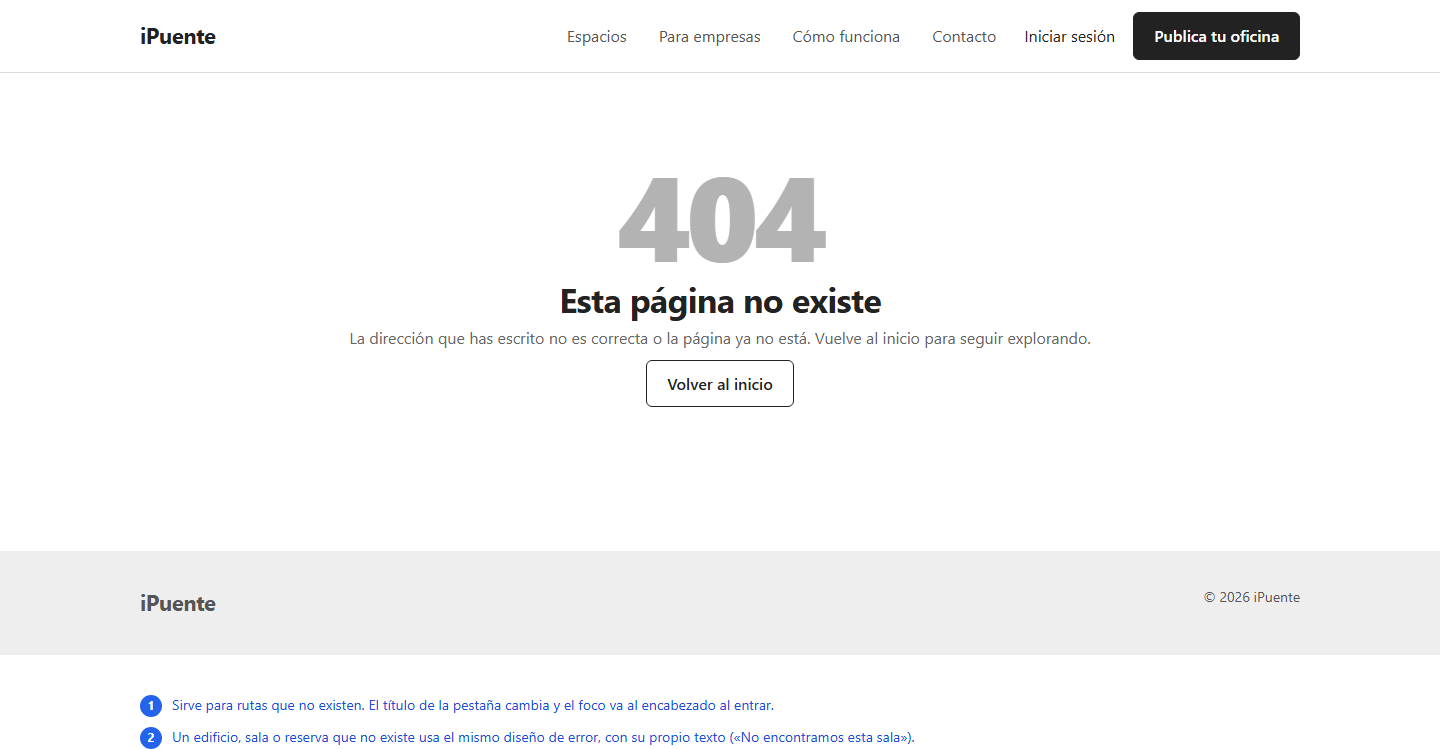 iPuente
Espacios
Para empresas
Cómo funciona
Contacto
Iniciar sesión
Publica tu oficina
404
Esta página no existe
La dirección que has escrito no es correcta o la página ya no está. Vuelve al inicio para seguir explorando.
Volver al inicio
iPuente
© 2026 iPuente
1 Sirve para rutas que no existen. El título de la pestaña cambia y el foco va al encabezado al entrar.
2 Un edificio, sala o reserva que no existe usa el mismo diseño de error, con su propio texto («No encontramos esta sala»).